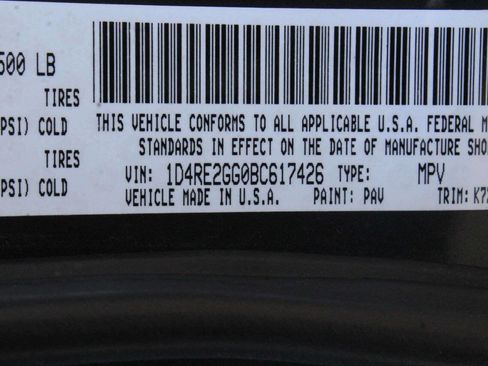 500 LB
TIRES
PSI) COLD
THIS VEHICLE CONFORMS TO ALL APPLICABLE U.S.A. FEDERAL M
STANDARDS IN EFFECT ON THE DATE OF MANUFACTURE SHO
TIRES
VIN: 1D4RE2GG0BC617426 TYPE: MPV
PSI) COLD
VEHICLE MADE IN U.S.A. PAINT: PAV TRIM: K7